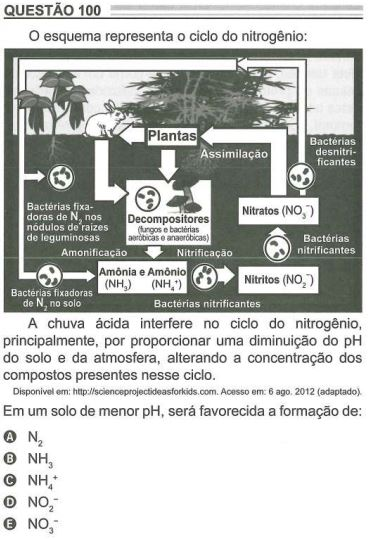 QUESTÃO 100
O esquema representa o ciclo do nitrogênio:
Plantas
Assimilação
Bactérias
desnitri-
ficantes
Bactérias fixa-
doras de N₂ nos
nódulos de raízes
de leguminosas
Decompositores
(fungos e bactérias
aeróbicas e anaeróbicas)
Nitratos (NO₃⁻)
Bactérias
nitrificantes
Amonificação
Nitrificação
Bactérias fixadoras
de N₂ no solo
Amônia e Amônio
(NH₃) (NH₄⁺)
Nitritos (NO₂⁻)
Bactérias nitrificantes
A chuva ácida interfere no ciclo do nitrogênio,
principalmente, por proporcionar uma diminuição do pH
do solo e da atmosfera, alterando a concentração dos
compostos presentes nesse ciclo.
Disponível em: http://scienceprojectideasforkids.com. Acesso em: 6 ago. 2012 (adaptado).
Em um solo de menor pH, será favorecida a formação de:
A N₂
B NH₃
C NH₄⁺
D NO₂⁻
E NO₃⁻